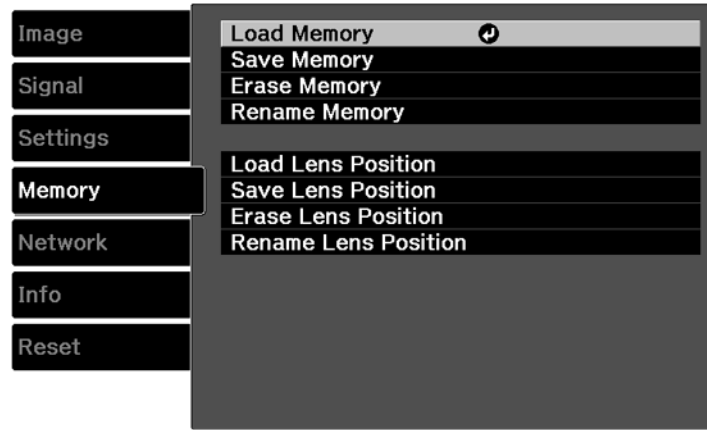 Image
Signal
Settings
Memory
Network
Info
Reset
Load Memory
Save Memory
Erase Memory
Rename Memory
Load Lens Position
Save Lens Position
Erase Lens Position
Rename Lens Position